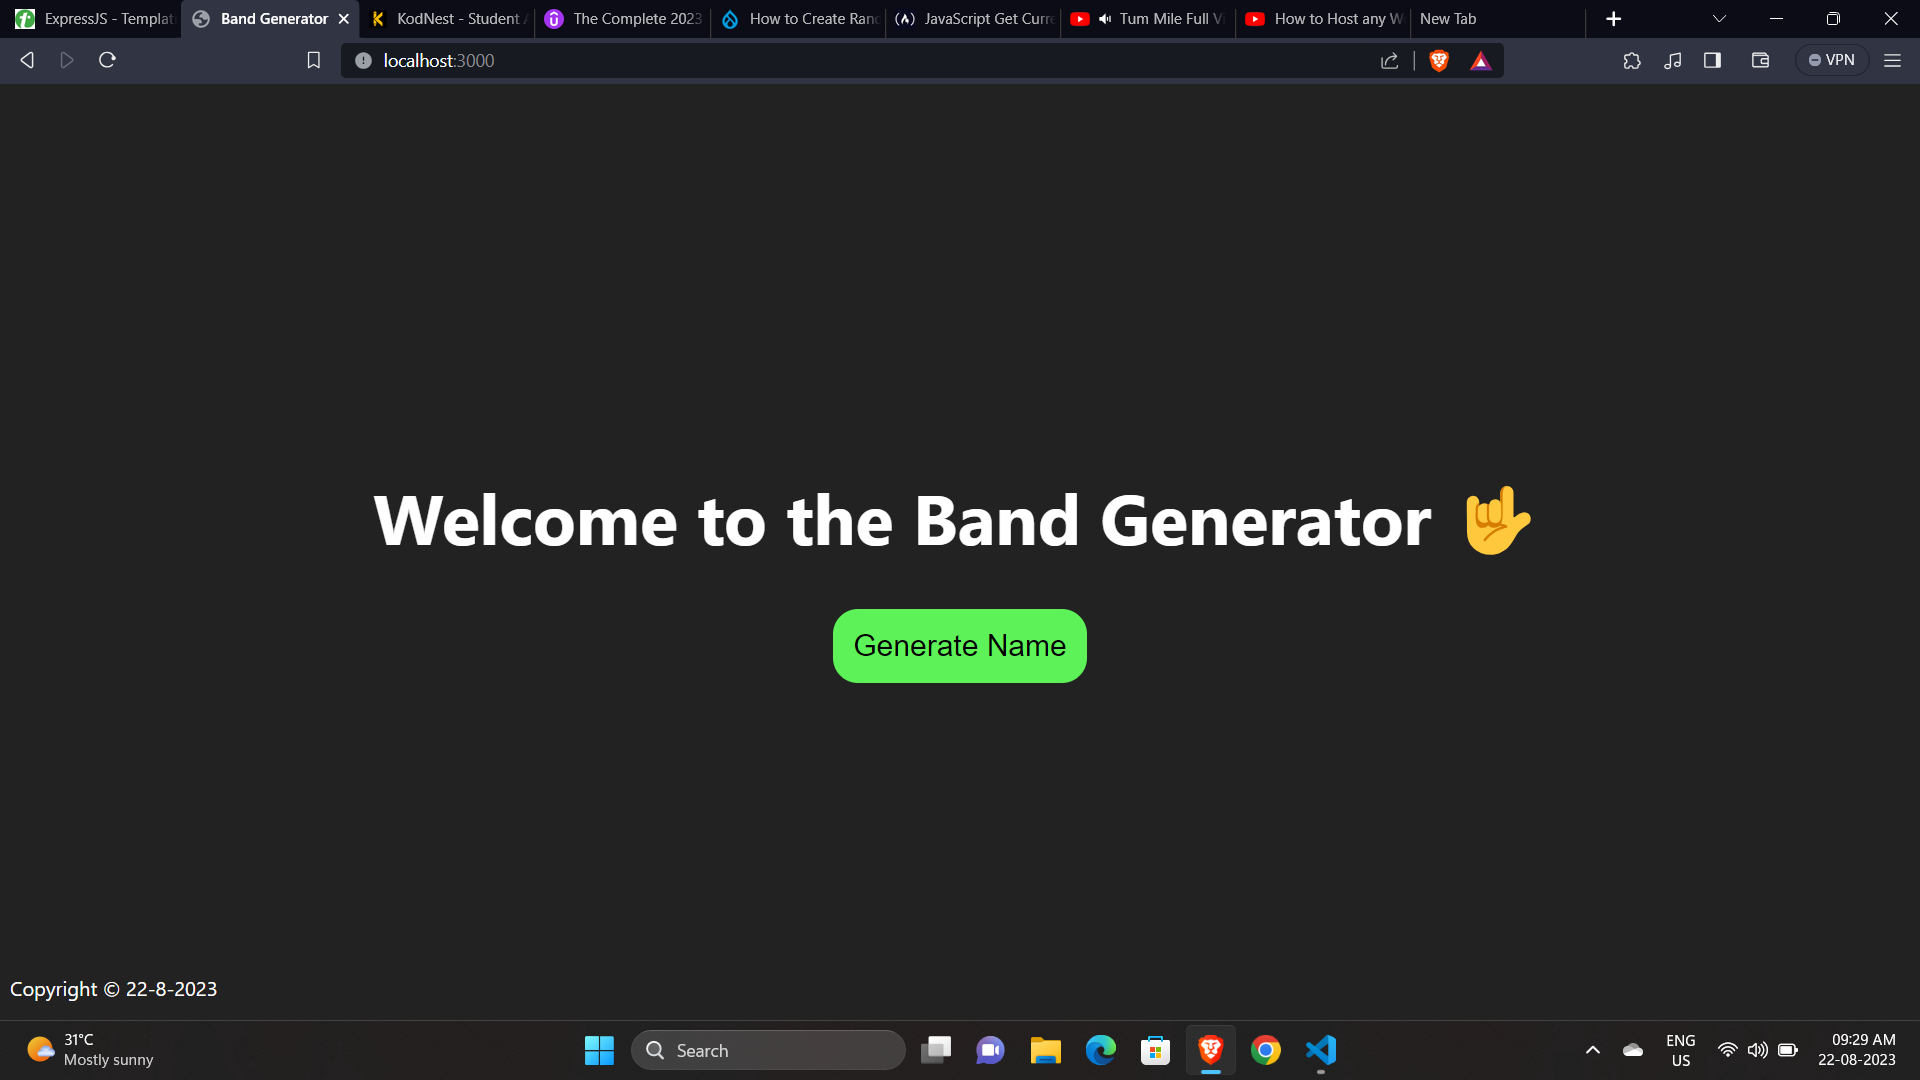 ExpressJS - Templat
Band Generator
KodNest - Student A
The Complete 2023
How to Create Ran
JavaScript Get Curr
Tum Mile Full V
How to Host any W
New Tab
localhost:3000
VPN
Welcome to the Band Generator 🤟
Generate Name
Copyright © 22-8-2023
31°C
Mostly sunny
Search
ENG
US
09:29 AM
22-08-2023